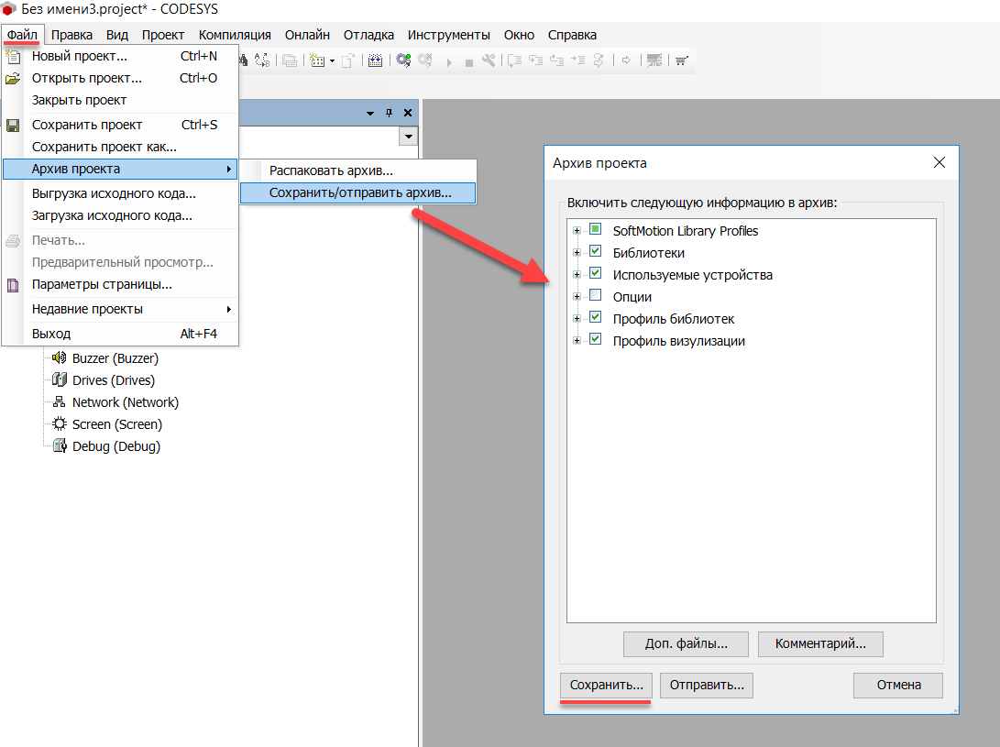 Без имени3.project* - CODESYS
Файл Правка Вид Проект Компиляция Онлайн Отладка Инструменты Окно Справка
Новый проект... Ctrl+N
Открыть проект... Ctrl+O
Закрыть проект
Сохранить проект Ctrl+S
Сохранить проект как...
Архив проекта
Распаковать архив...
Сохранить/отправить архив...
Выгрузка исходного кода...
Загрузка исходного кода...
Печать...
Предварительный просмотр...
Параметры страницы...
Недавние проекты
Выход Alt+F4
Buzzer (Buzzer)
Drives (Drives)
Network (Network)
Screen (Screen)
Debug (Debug)
Архив проекта
Включить следующую информацию в архив:
SoftMotion Library Profiles
Библиотеки
Используемые устройства
Опции
Профиль библиотек
Профиль визулизации
Доп. файлы... Комментарий...
Сохранить... Отправить... Отмена